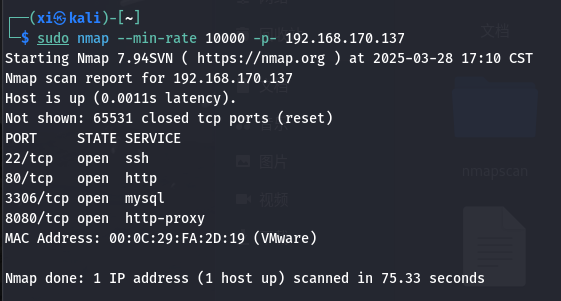 ┌──(xi㉿kali)-[~]
└─$ sudo nmap --min-rate 10000 -p- 192.168.170.137
Starting Nmap 7.94SVN ( https://nmap.org ) at 2025-03-28 17:10 CST
Nmap scan report for 192.168.170.137
Host is up (0.0011s latency).
Not shown: 65531 closed tcp ports (reset)
PORT     STATE SERVICE
22/tcp   open  ssh
80/tcp   open  http
3306/tcp open  mysql
8080/tcp open  http-proxy
MAC Address: 00:0C:29:FA:2D:19 (VMware)
Nmap done: 1 IP address (1 host up) scanned in 75.33 seconds
文档
图片
视频
nmapscan